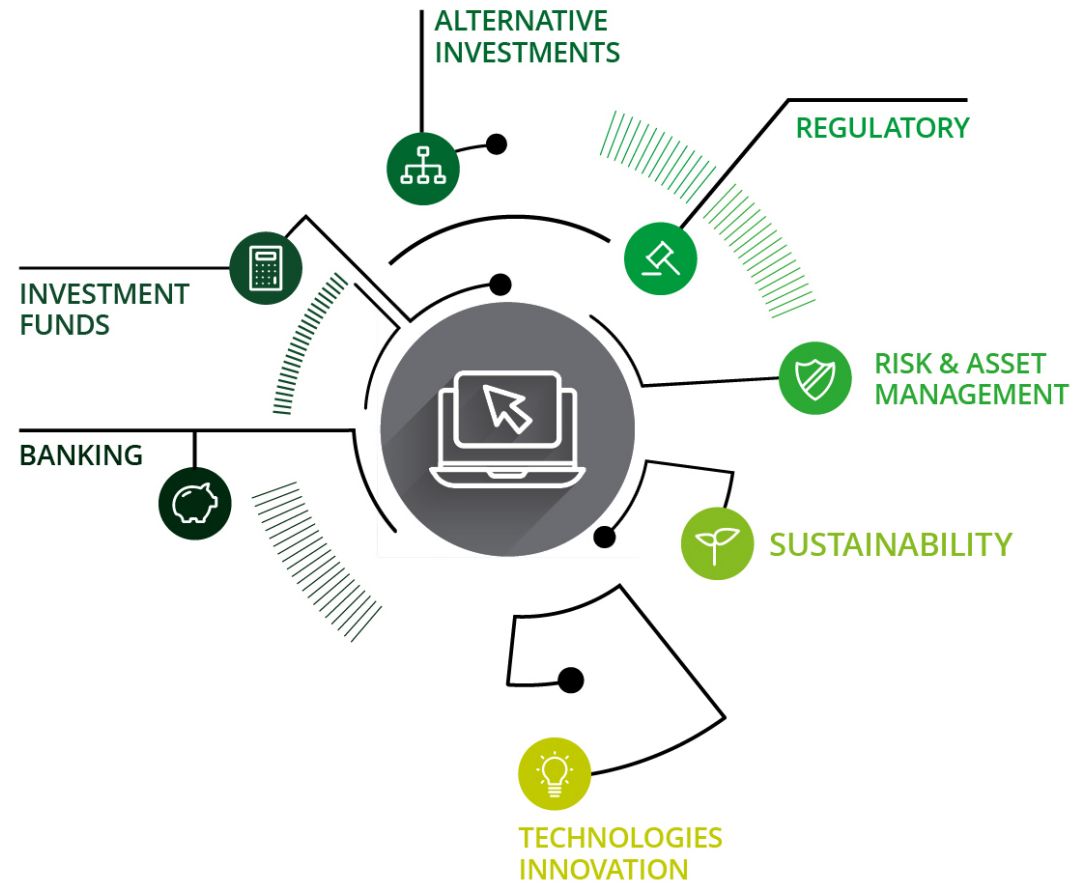 ALTERNATIVE
INVESTMENTS
REGULATORY
INVESTMENT
FUNDS
RISK & ASSET
MANAGEMENT
BANKING
SUSTAINABILITY
TECHNOLOGIES
INNOVATION